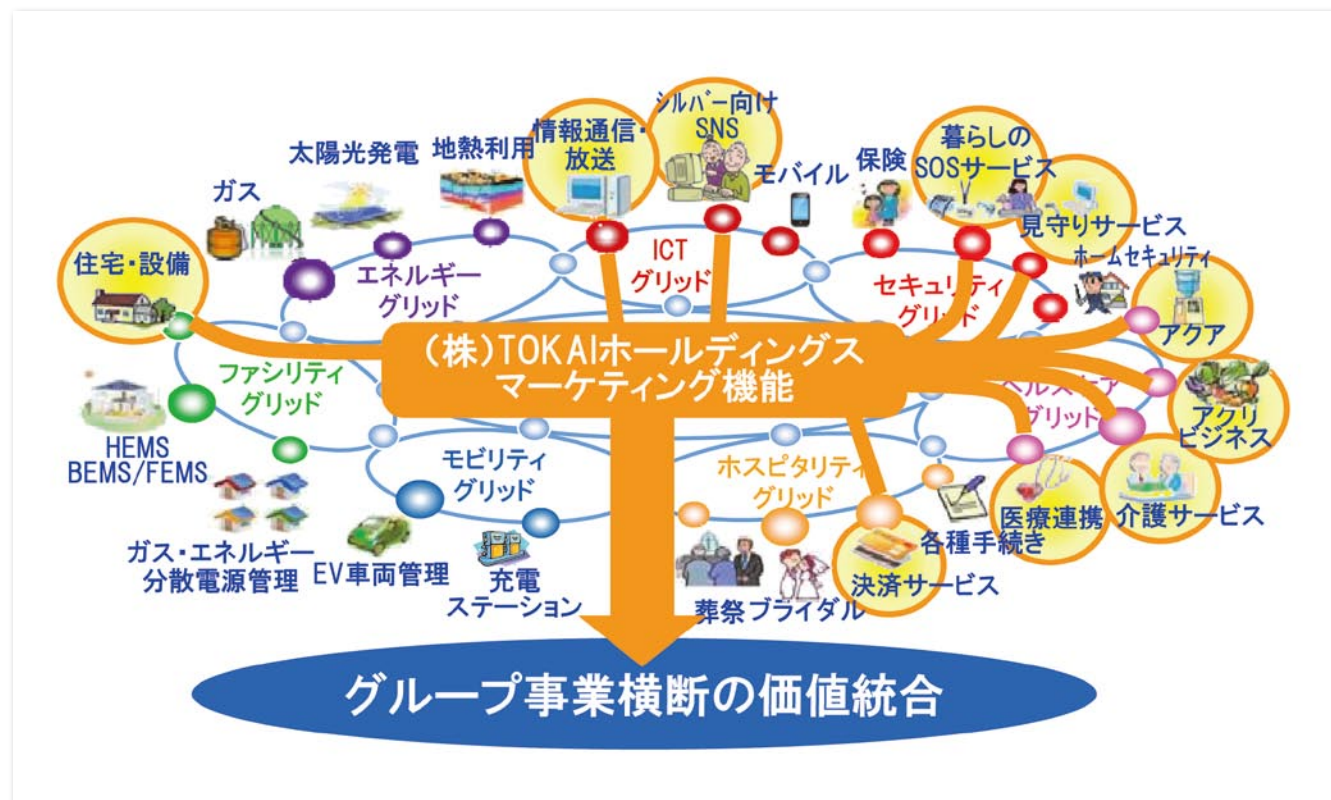 シルバー向け
SNS
情報通信・
放送
地熱利用
太陽光発電
ガス
モバイル
保険
暮らしの
SOSサービス
見守りサービス
ホームセキュリティ
アクア
住宅・設備
エネルギー
グリッド
ICT
グリッド
セキュリティ
グリッド
(株)TOKAIホールディングス
マーケティング機能
ファシリティ
グリッド
ヘルスケア
グリッド
アクリ
ビジネス
HEMS
BEMS/FEMS
モビリティ
グリッド
ホスピタリティ
グリッド
医療連携
介護サービス
各種手続き
決済サービス
ガス・エネルギー
分散電源管理
EV車両管理
充電
ステーション
葬祭
ブライダル
グループ事業横断の価値統合